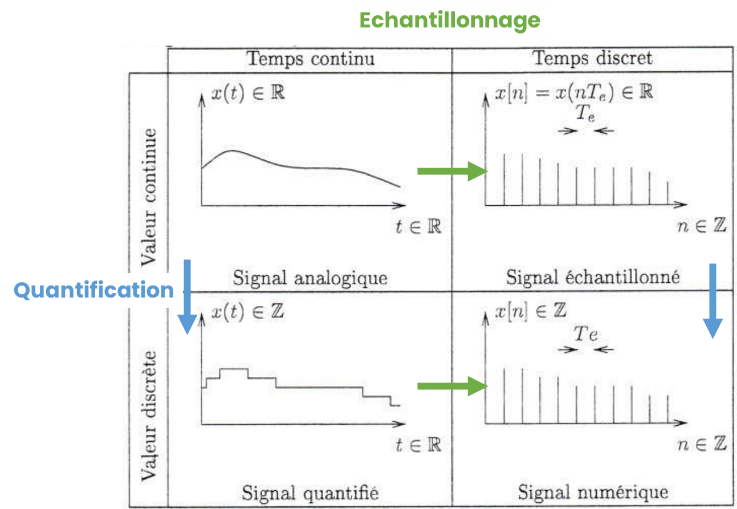 Echantillonnage
Temps continu
Temps discret
Valeur continue
x(t) ∈ ℝ
t ∈ ℝ
Signal analogique
x[n] = x(nT_e) ∈ ℝ
T_e
n ∈ ℤ
Signal échantillonné
Quantification
Valeur discrète
x(t) ∈ ℤ
t ∈ ℝ
Signal quantifié
x[n] ∈ ℤ
Te
n ∈ ℤ
Signal numérique